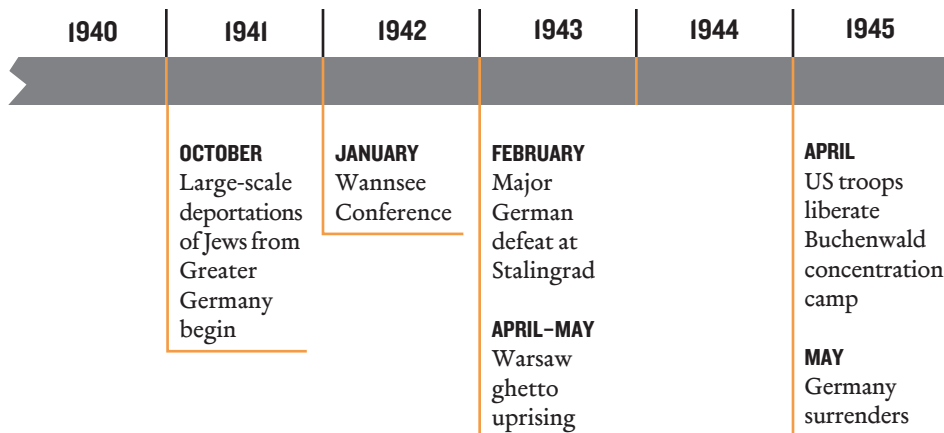 1940 1941 1942 1943 1944 1945
OCTOBER
Large-scale
deportations
of Jews from
Greater
Germany
begin
JANUARY
Wannsee
Conference
FEBRUARY
Major
German
defeat at
Stalingrad
APRIL–MAY
Warsaw
ghetto
uprising
APRIL
US troops
liberate
Buchenwald
concentration
camp
MAY
Germany
surrenders